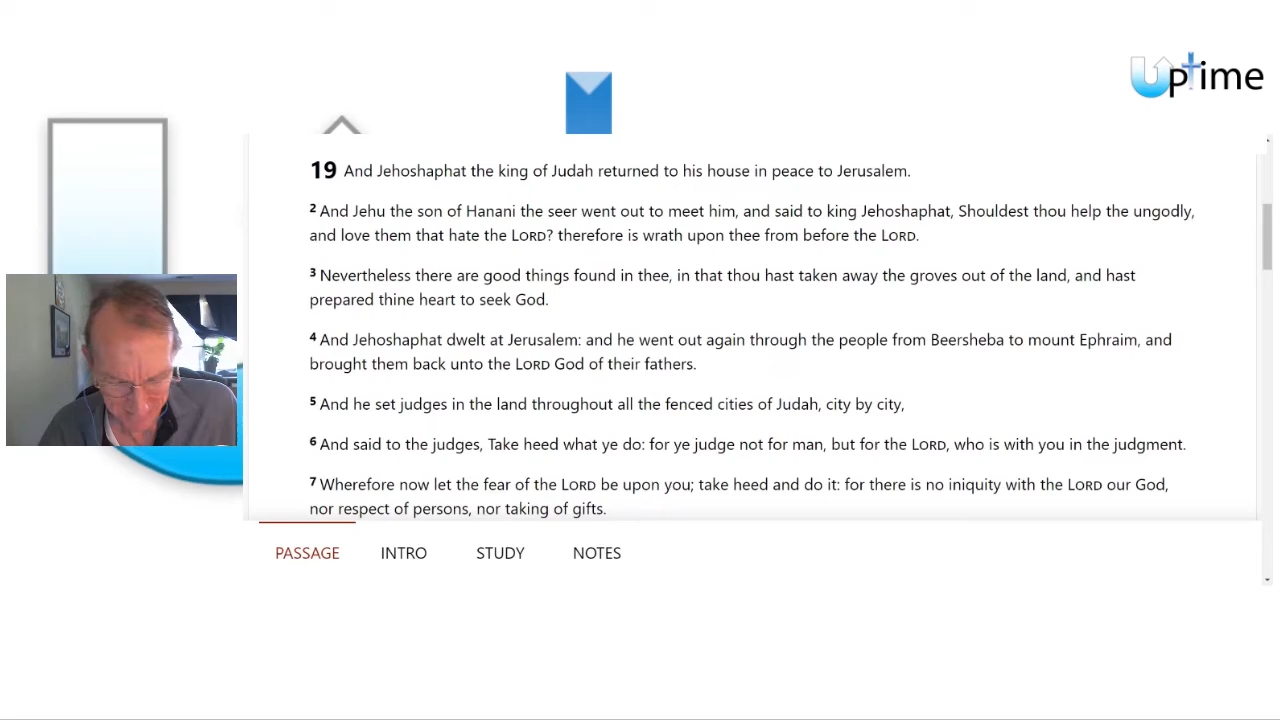 Uptime
19 And Jehoshaphat the king of Judah returned to his house in peace to Jerusalem.
2 And Jehu the son of Hanani the seer went out to meet him, and said to king Jehoshaphat, Shouldest thou help the ungodly,
and love them that hate the LORD? therefore is wrath upon thee from before the LORD.
3 Nevertheless there are good things found in thee, in that thou hast taken away the groves out of the land, and hast
prepared thine heart to seek God.
4 And Jehoshaphat dwelt at Jerusalem: and he went out again through the people from Beersheba to mount Ephraim, and
brought them back unto the LORD God of their fathers.
5 And he set judges in the land throughout all the fenced cities of Judah, city by city,
6 And said to the judges, Take heed what ye do: for ye judge not for man, but for the LORD, who is with you in the judgment.
7 Wherefore now let the fear of the LORD be upon you; take heed and do it: for there is no iniquity with the LORD our God,
nor respect of persons, nor taking of gifts.
PASSAGE INTRO STUDY NOTES